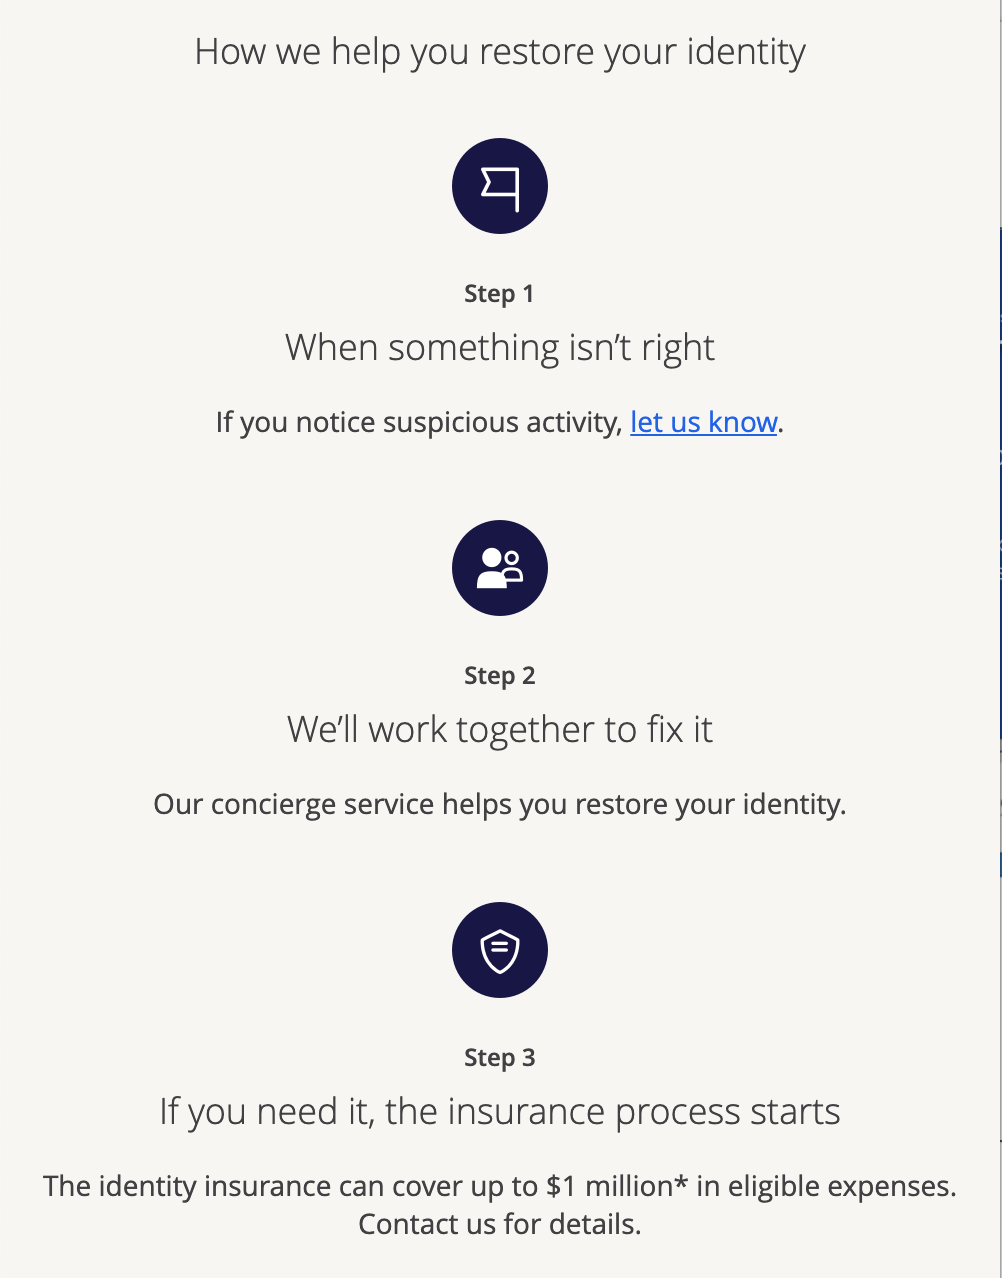 How we help you restore your identity
Step 1
When something isn’t right
If you notice suspicious activity, let us know.
Step 2
We’ll work together to fix it
Our concierge service helps you restore your identity.
Step 3
If you need it, the insurance process starts
The identity insurance can cover up to $1 million* in eligible expenses.
Contact us for details.